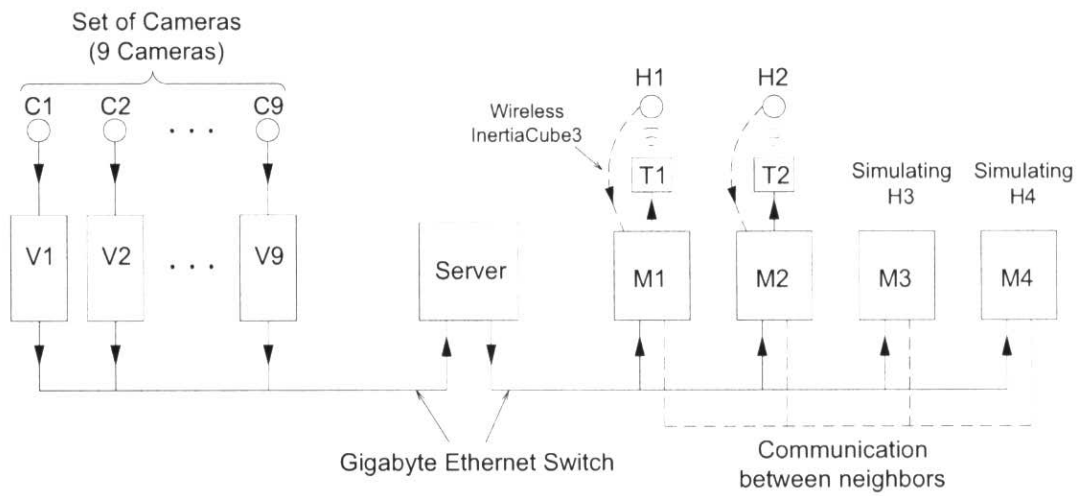 Set of Cameras
(9 Cameras)
C1 C2 . . . C9
H1 H2
Wireless
InertiaCube3
T1 T2
Simulating
H3
Simulating
H4
V1 V2 . . . V9
Server
M1 M2 M3 M4
Gigabyte Ethernet Switch
Communication
between neighbors